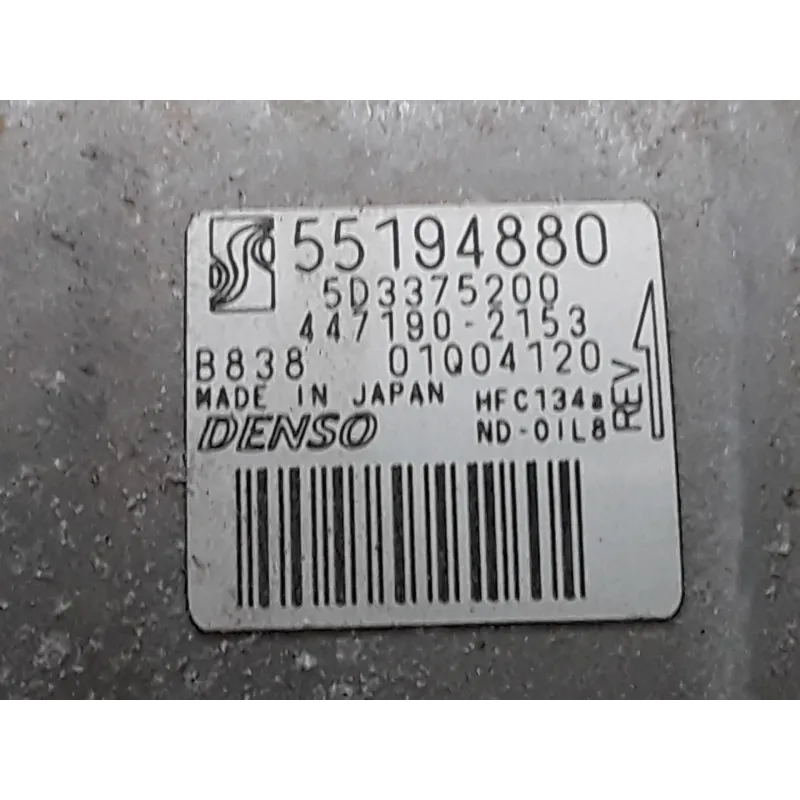 55194880
5D3375200
447190-2153
B838 01Q04120
MADE IN JAPAN HFC134a
DENSO ND-OIL8
REV